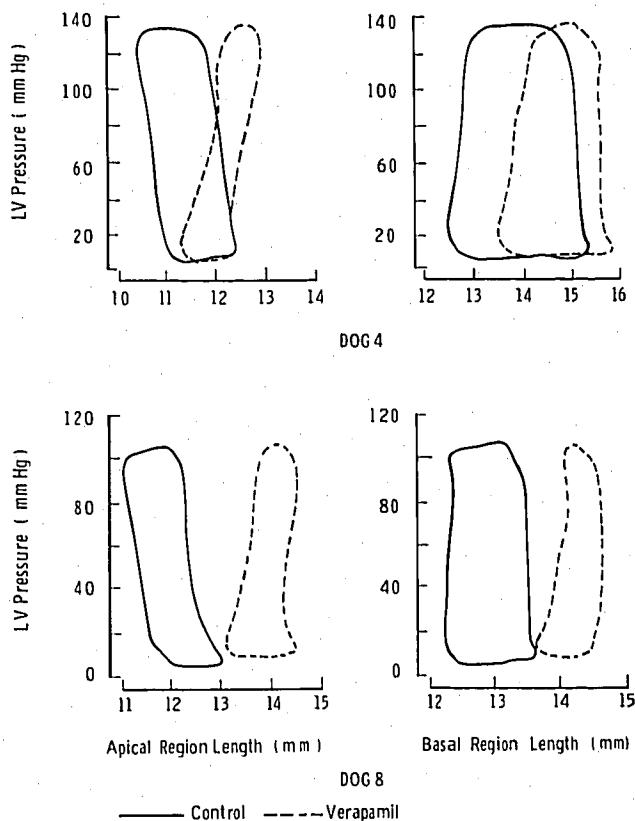 140
100
60
20
LV Pressure ( mm Hg)
10 11 12 13 14
140
100
60
20
12 13 14 15 16
DOG 4
120
80
40
0
LV Pressure ( mm Hg)
11 12 13 14 15
Apical Region Length ( mm )
120
80
40
0
12 13 14 15
Basal Region Length (mm)
DOG 8
Control Verapamil